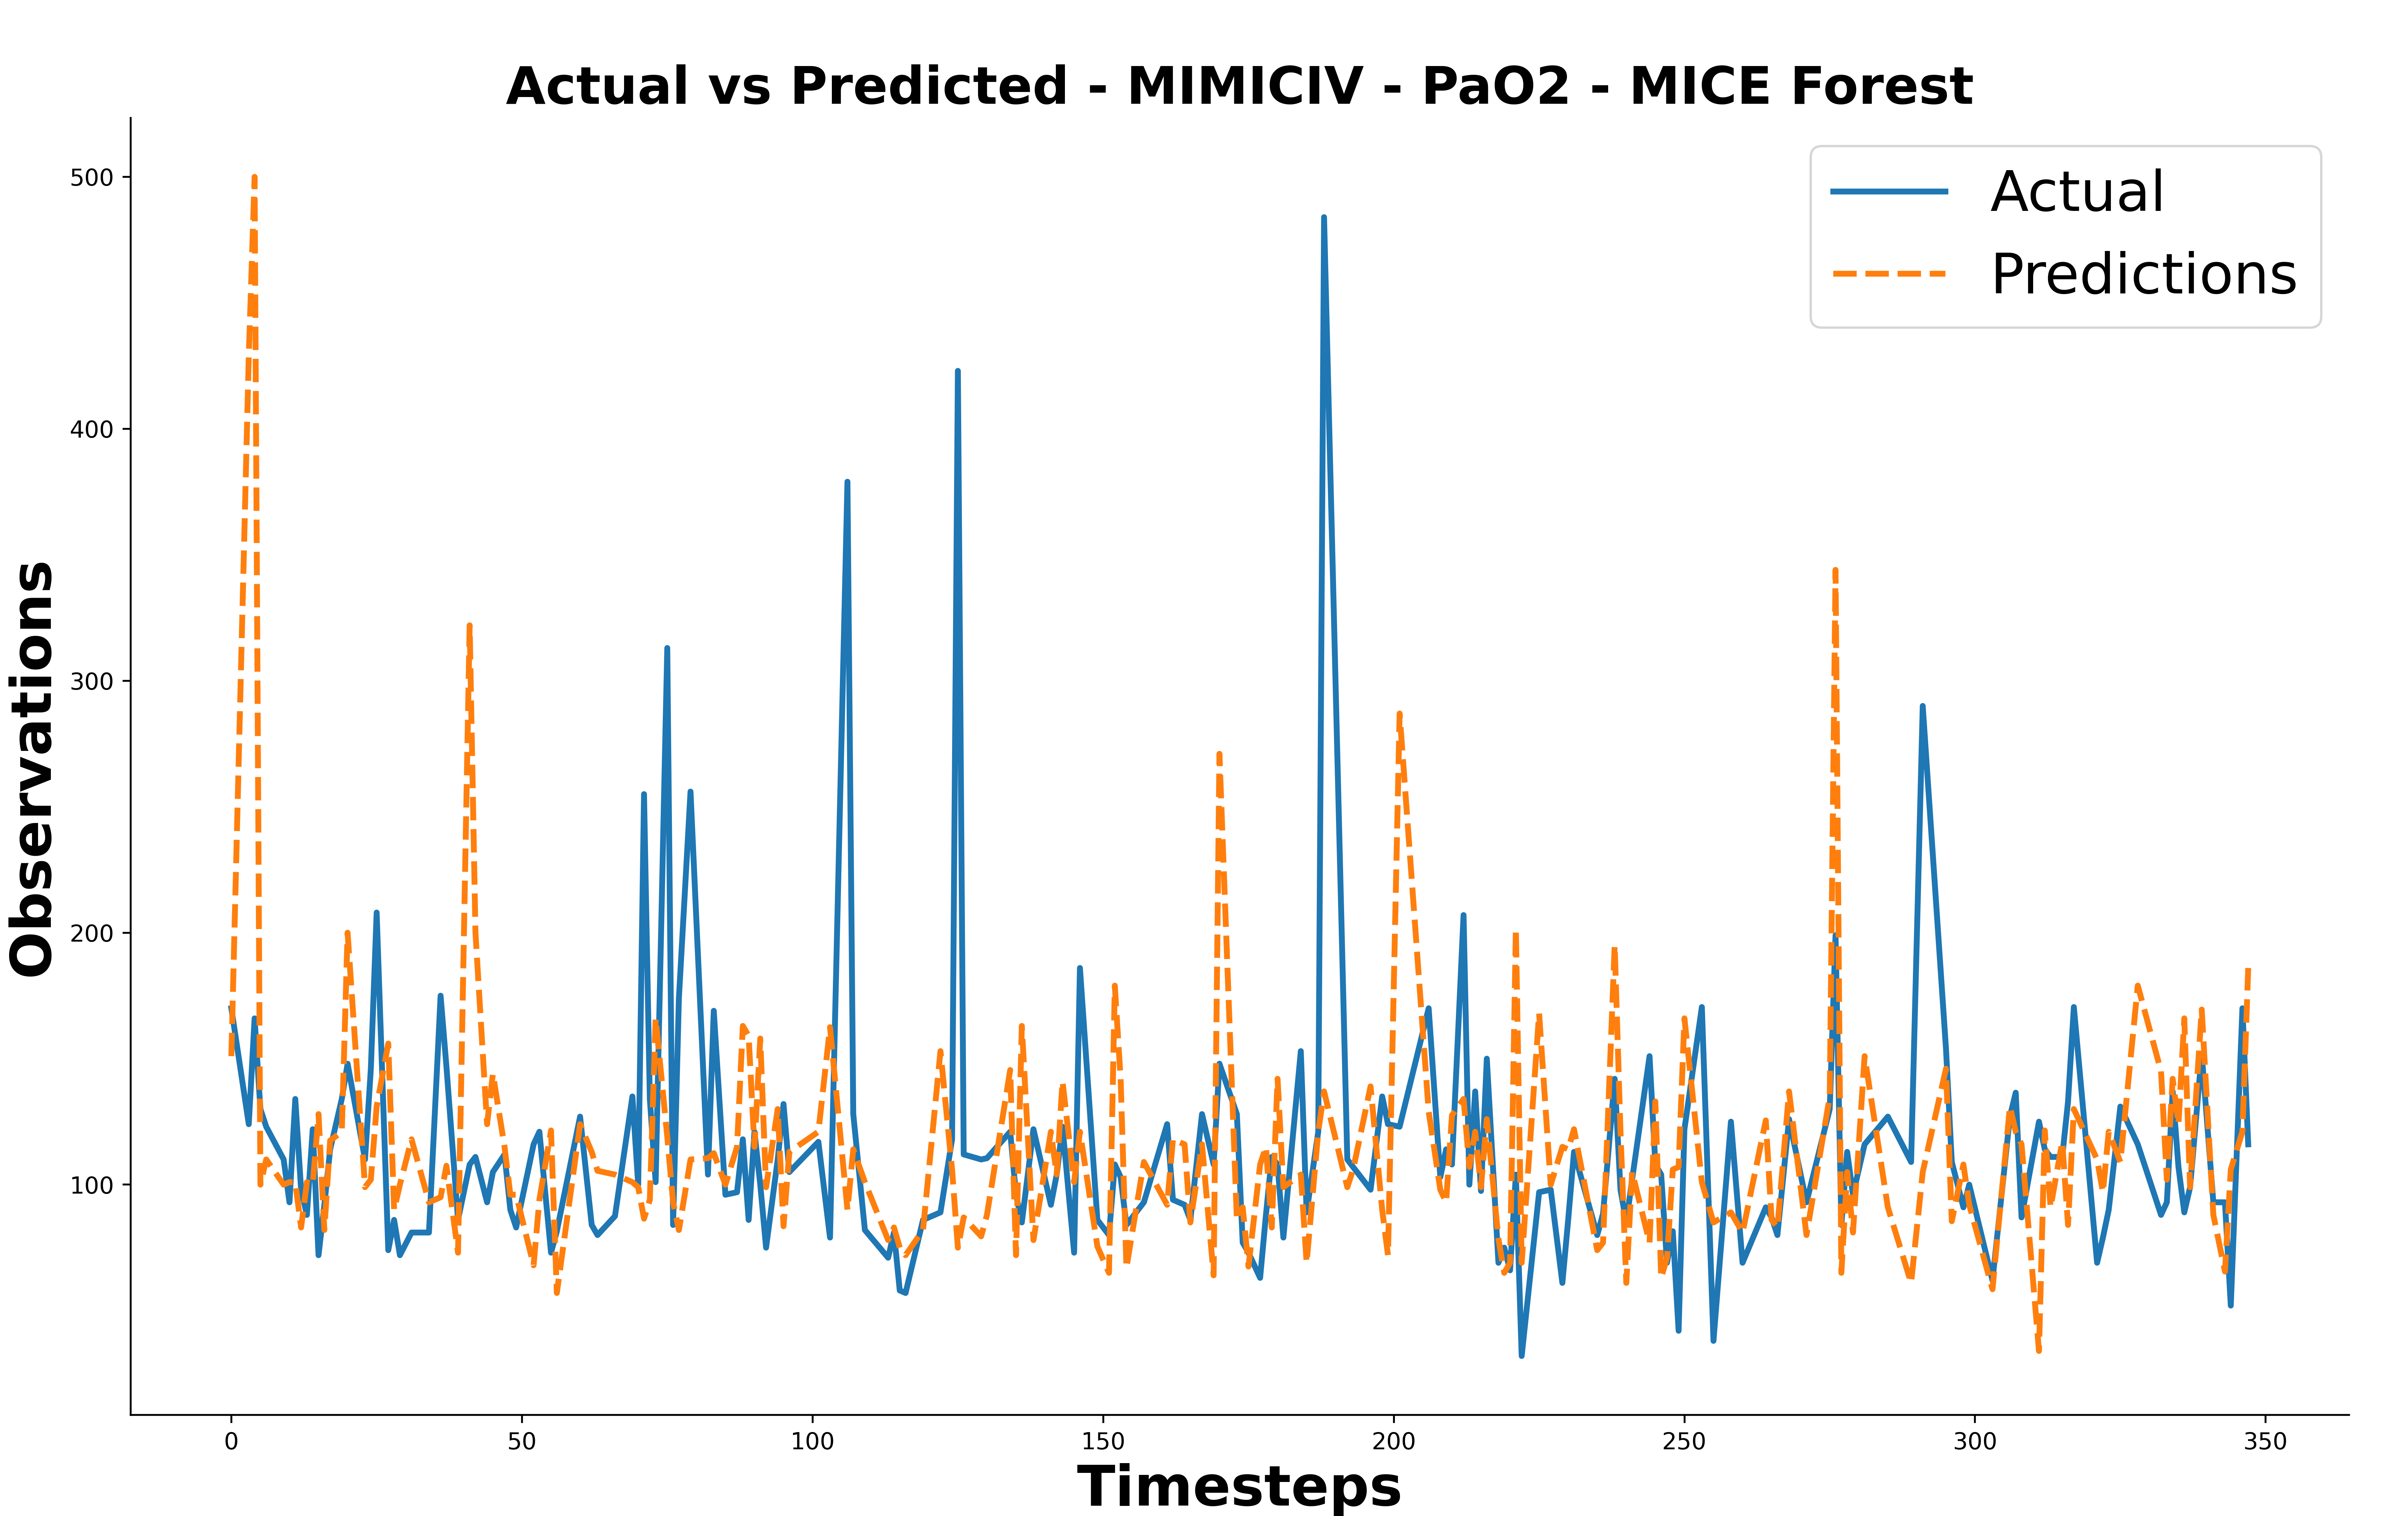 Actual vs Predicted - MIMICIV - PaO2 - MICE Forest
Actual
Predictions
Observations
500
400
300
200
100
0 50 100 150 200 250 300 350
Timesteps